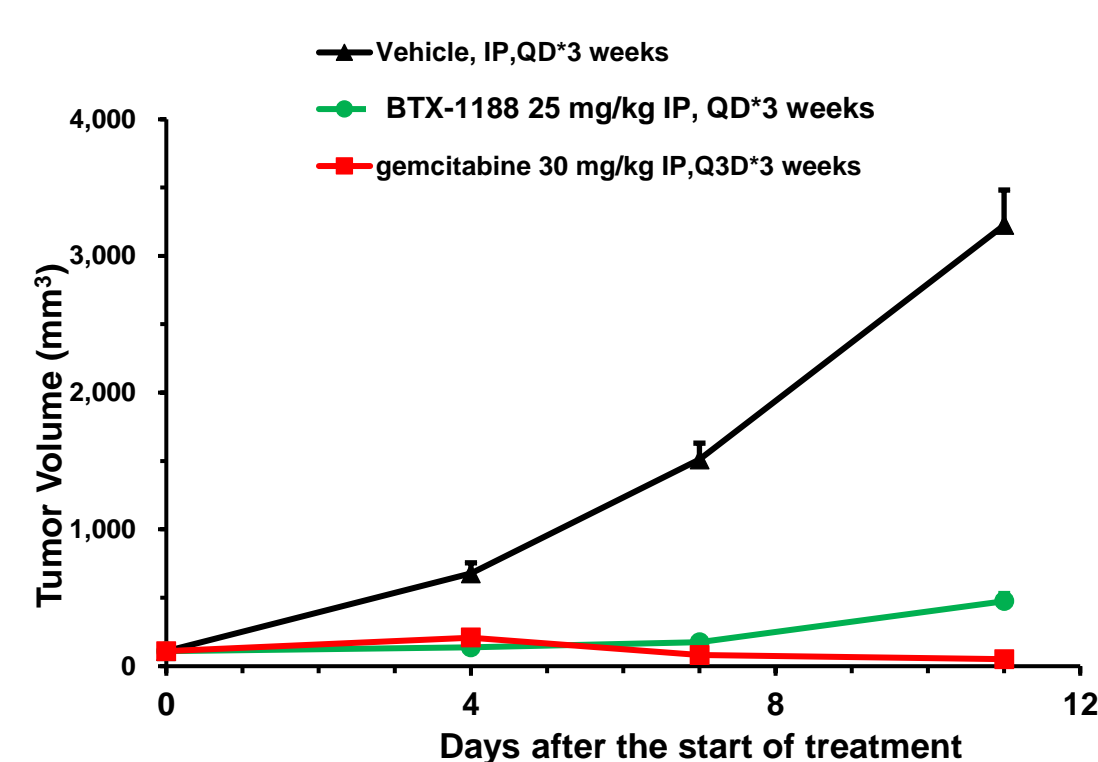 Vehicle, IP,QD*3 weeks
BTX-1188 25 mg/kg IP, QD*3 weeks
gemcitabine 30 mg/kg IP,Q3D*3 weeks
4,000
3,000
2,000
1,000
0
Tumor Volume (mm³)
0 4 8 12
Days after the start of treatment